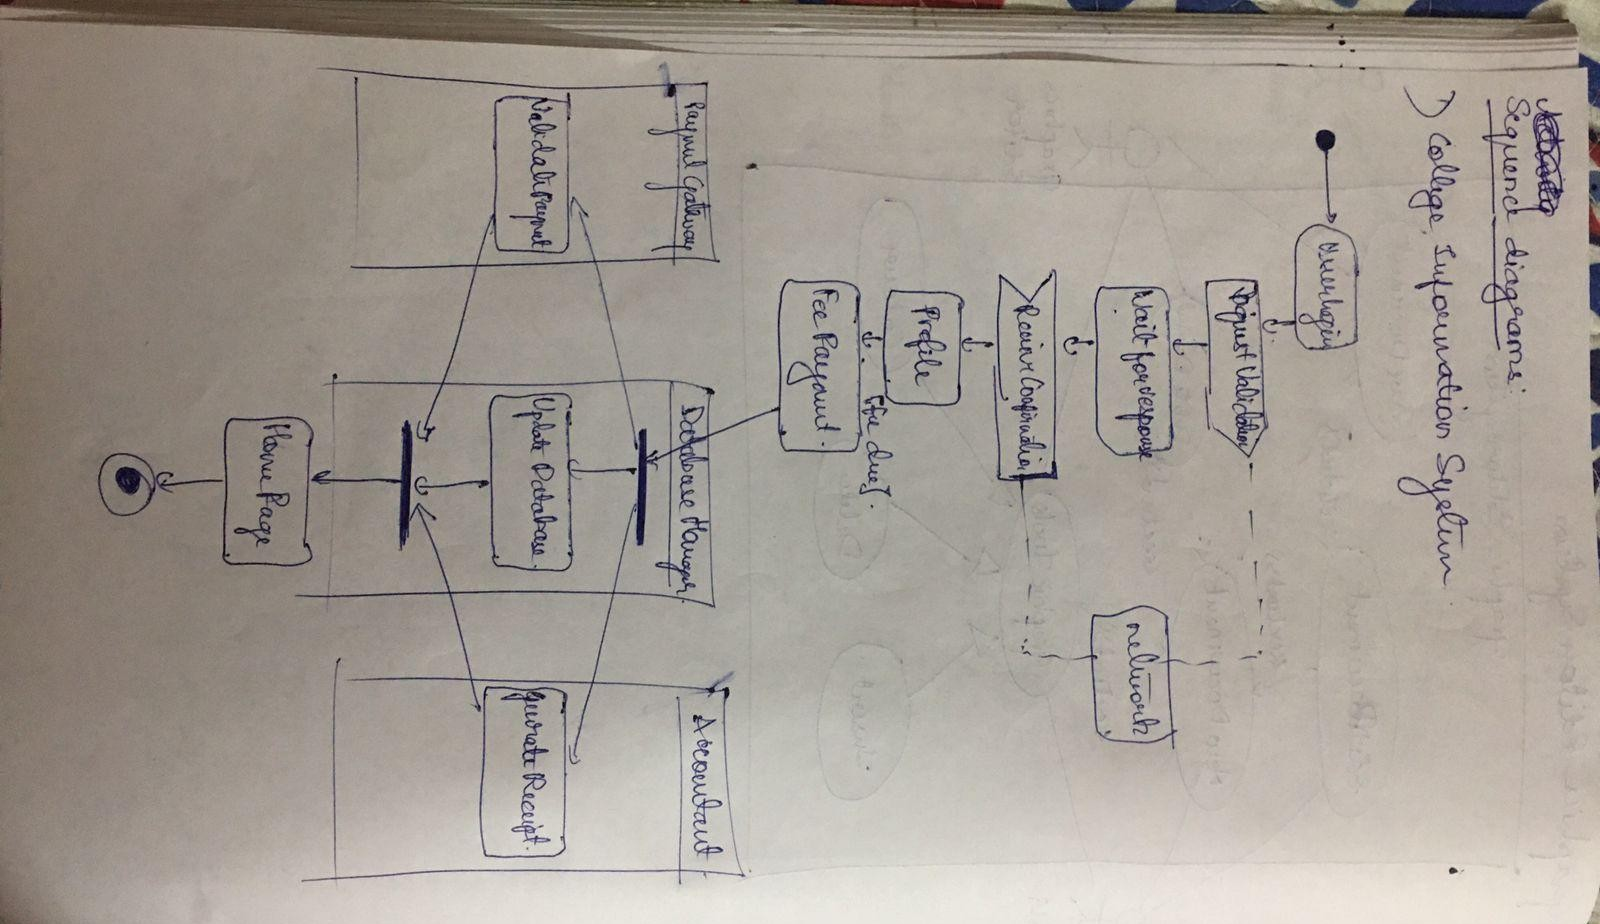 Sequence diagrams:
1) College Information System
User login
Request Validation
Wait for response
network
Receive Confirmation
Profile
[fee due]
Fee Payment.
Payment Gateway
Database Manager
Accountant
Validate Payment
Update Database.
generate Receipt.
Home Page